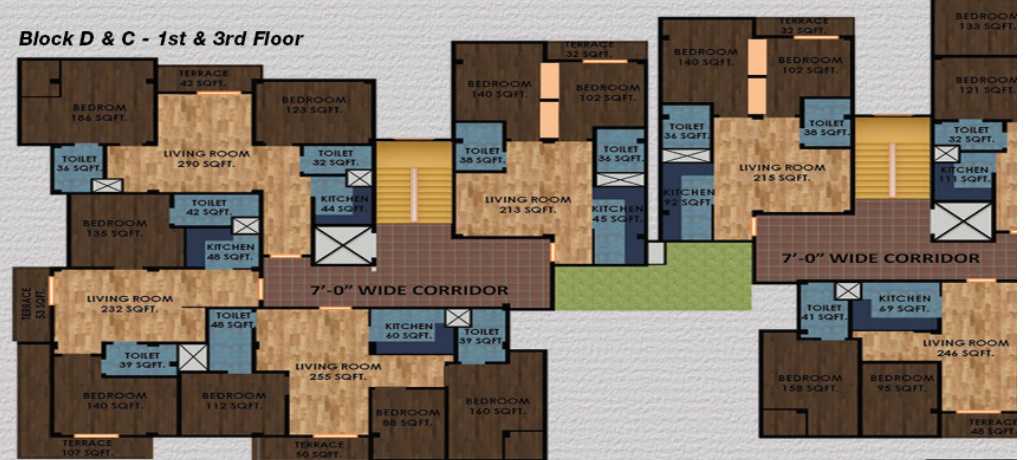 Block D & C - 1st & 3rd Floor
BEDROM
186 SQFT.
TERRACE
42 SQFT.
BEDROOM
123 SQFT.
TOILET
36 SQFT.
LIVING ROOM
290 SQFT.
TOILET
32 SQFT.
KITCHEN
44 SQFT.
BEDROOM
135 SQFT.
TOILET
42 SQFT.
KITCHEN
48 SQFT.
TERRACE
53 SQFT.
LIVING ROOM
232 SQFT.
TOILET
48 SQFT.
TOILET
39 SQFT.
BEDROOM
140 SQFT.
BEDROOM
112 SQFT.
TERRACE
107 SQFT.
7'-0" WIDE CORRIDOR
LIVING ROOM
255 SQFT.
KITCHEN
60 SQFT.
TOILET
39 SQFT.
BEDROOM
88 SQFT.
BEDROOM
160 SQFT.
TERRACE
50 SQFT.
TERRACE
32 SQFT.
BEDROOM
140 SQFT.
BEDROOM
102 SQFT.
TOILET
38 SQFT.
TOILET
36 SQFT.
LIVING ROOM
213 SQFT.
KITCHEN
45 SQFT.
TERRACE
32 SQFT.
BEDROOM
140 SQFT.
BEDROOM
102 SQFT.
TOILET
36 SQFT.
TOILET
38 SQFT.
LIVING ROOM
215 SQFT.
KITCHEN
92 SQFT.
BEDROOM
133 SQFT.
BEDROOM
121 SQFT.
TOILET
32 SQFT.
KITCHEN
111 SQFT.
7'-0" WIDE CORRIDOR
TOILET
41 SQFT.
KITCHEN
69 SQFT.
LIVING ROOM
246 SQFT.
BEDROOM
158 SQFT.
BEDROOM
95 SQFT.
TERRACE
48 SQFT.